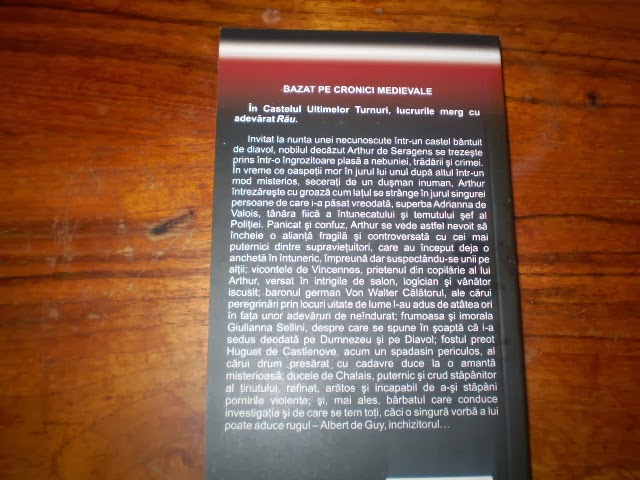 BAZAT PE CRONICI MEDIEVALE
În Castelul Ultimelor Turnuri, lucrurile merg cu
adevărat Rău.
Invitat la nunta unei necunoscute într-un castel bântuit
de diavol, nobilul decăzut Arthur de Seragens se trezește
prins într-o îngrozitoare plasă a nebuniei, trădării și crimei.
În vreme ce oaspeții mor în jurul lui unul după altul într-un
mod misterios, secerați de un dușman inuman, Arthur
întrezărește cu groază cum lațul se strânge în jurul singurei
persoane de care i-a păsat vreodată, superba Adrianna de
Valois, tânăra fiică a întunecatului și temutului șef al
Poliției. Panicat și confuz, Arthur se vede astfel nevoit să
încheie o alianță fragilă și controversată cu cei mai
puternici dintre supraviețuitori, care au început deja o
anchetă în întuneric, împreună dar suspectându-se unii pe
alții; vicontele de Vincennes, prietenul din copilărie al lui
Arthur, versat în intrigile de salon, logician și vânător
iscusit; baronul german Von Walter Călătorul, ale cărui
peregrinări prin locuri uitate de lume l-au adus de atâtea ori
în fața unor adevăruri de neîndurat; frumoasa și imorala
Giulianna Sellini, despre care se spune în șoaptă că i-a
sedus deodată pe Dumnezeu și pe Diavol; fostul preot
Huguet de Castlenove, acum un spadasin periculos, al
cărui drum presărat cu cadavre duce la o amantă
misterioasă; ducele de Chalais, puternic și crud stăpânitor
al ținutului, rafinat, arătos și incapabil de a-și stăpâni
pornirile violente; și, mai ales, bărbatul care conduce
investigația și de care se tem toți, căci o singură vorbă a lui
poate aduce rugul – Albert de Guy, inchizitorul...